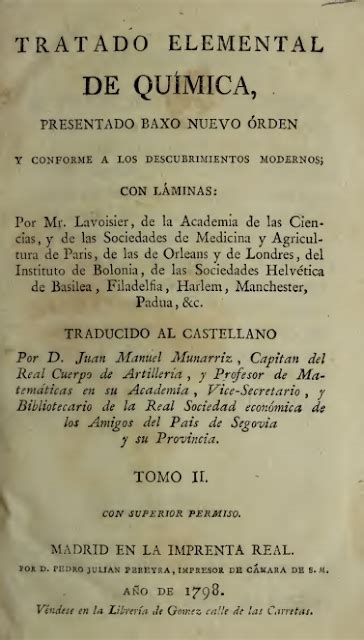 TRATADO ELEMENTAL
DE QUÍMICA,
PRESENTADO BAXO NUEVO ÓRDEN
Y CONFORME A LOS DESCUBRIMIENTOS MODERNOS;
CON LÁMINAS:
Por Mr. Lavoisier, de la Academia de las Cien-
cias, y de las Sociedades de Medicina y Agricul-
tura de Paris, de las de Orleans y de Londres, del
Instituto de Bolonia, de las Sociedades Helvética
de Basilea, Filadelfia, Harlem, Manchester,
Padua, &c.
TRADUCIDO AL CASTELLANO
Por D. Juan Manuel Munarriz, Capitan del
Real Cuerpo de Artilleria, y Profesor de Ma-
temáticas en su Academia, Vice-Secretario, y
Bibliotecario de la Real Sociedad económica de
los Amigos del Pais de Segovia
y su Provincia.
TOMO II.
CON SUPERIOR PERMISO.
MADRID EN LA IMPRENTA REAL.
POR D. PEDRO JULIAN PEREYRA, IMPRESOR DE CÁMARA DE S. M.
AÑO DE 1798.
Véndese en la Librería de Gomez calle de las Carretas.